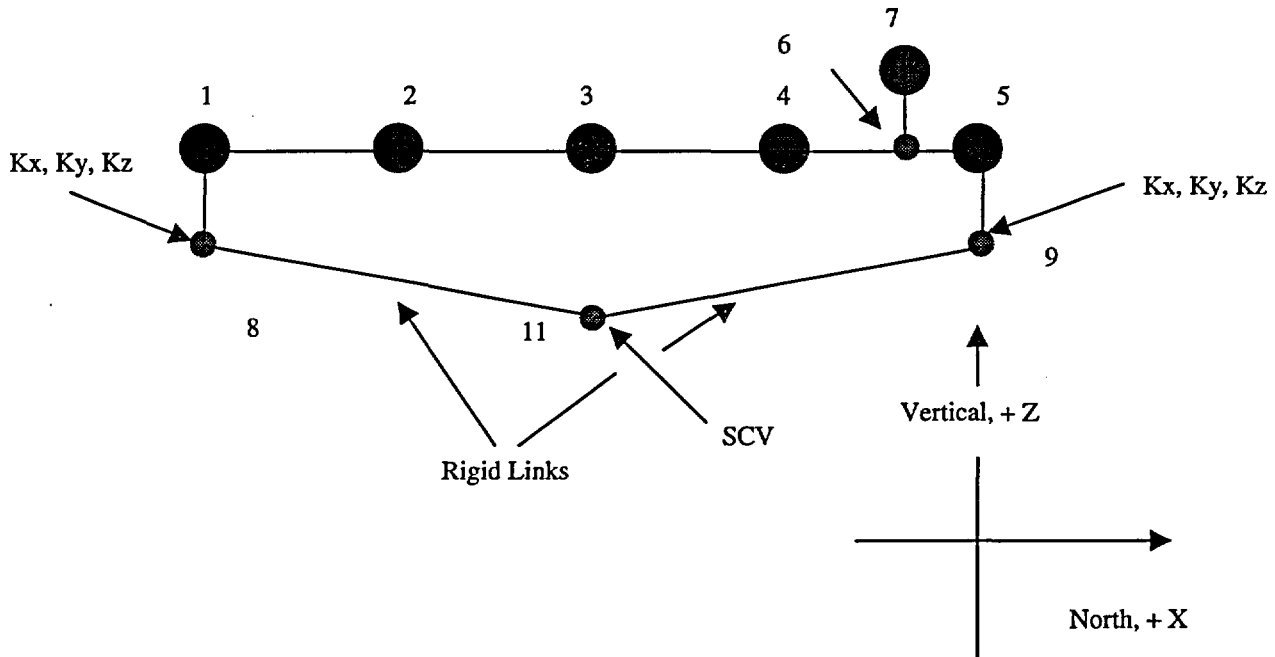 7
6
1
2
3
4
5
Kx, Ky, Kz
Kx, Ky, Kz
9
8
11
Vertical, + Z
SCV
Rigid Links
North, + X